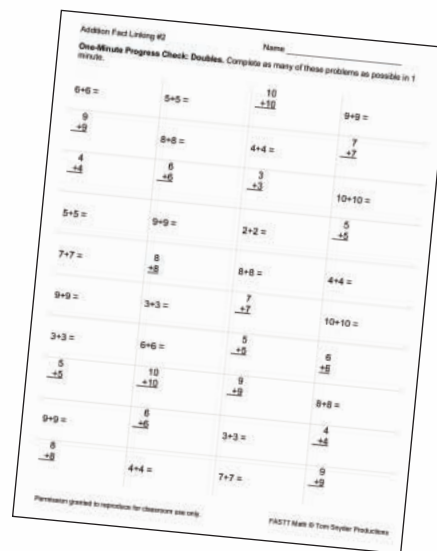 Addition Fact Linking #2
Name
One-Minute Progress Check: Doubles. Complete as many of these problems as possible in 1
minute.
6+6 = 5+5 = 10 9+9 =
+10
9 8+8 = 4+4 = 7
+9 +7
4 6 3 10+10 =
+4 +6 +3
5+5 = 9+9 = 2+2 = 5
+5
7+7 = 8 8+8 = 4+4 =
+8
9+9 = 3+3 = 7 10+10 =
+7
3+3 = 6+6 = 5 6
+5 +6
5 10 9 8+8 =
+5 +10 +9
9+9 = 6 3+3 = 4
+6 +4
8 4+4 = 7+7 = 9
+8 +9
Permission granted to reproduce for classroom use only.
FASTT Math © Tom Snyder Productions